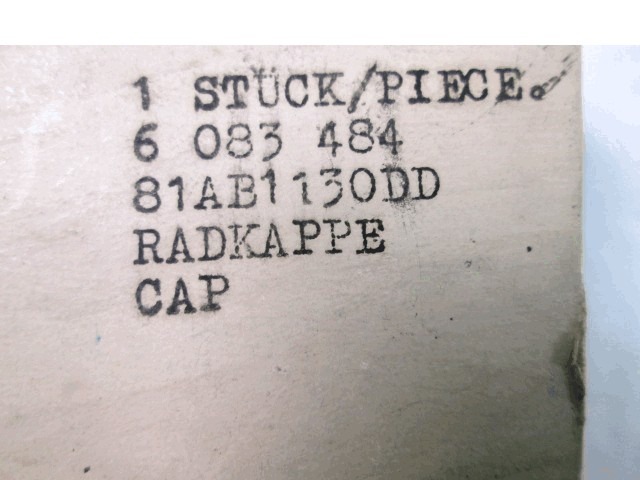 1 STÜCK/PIECE.
6 083 484
81AB1130DD
RADKAPPE
CAP